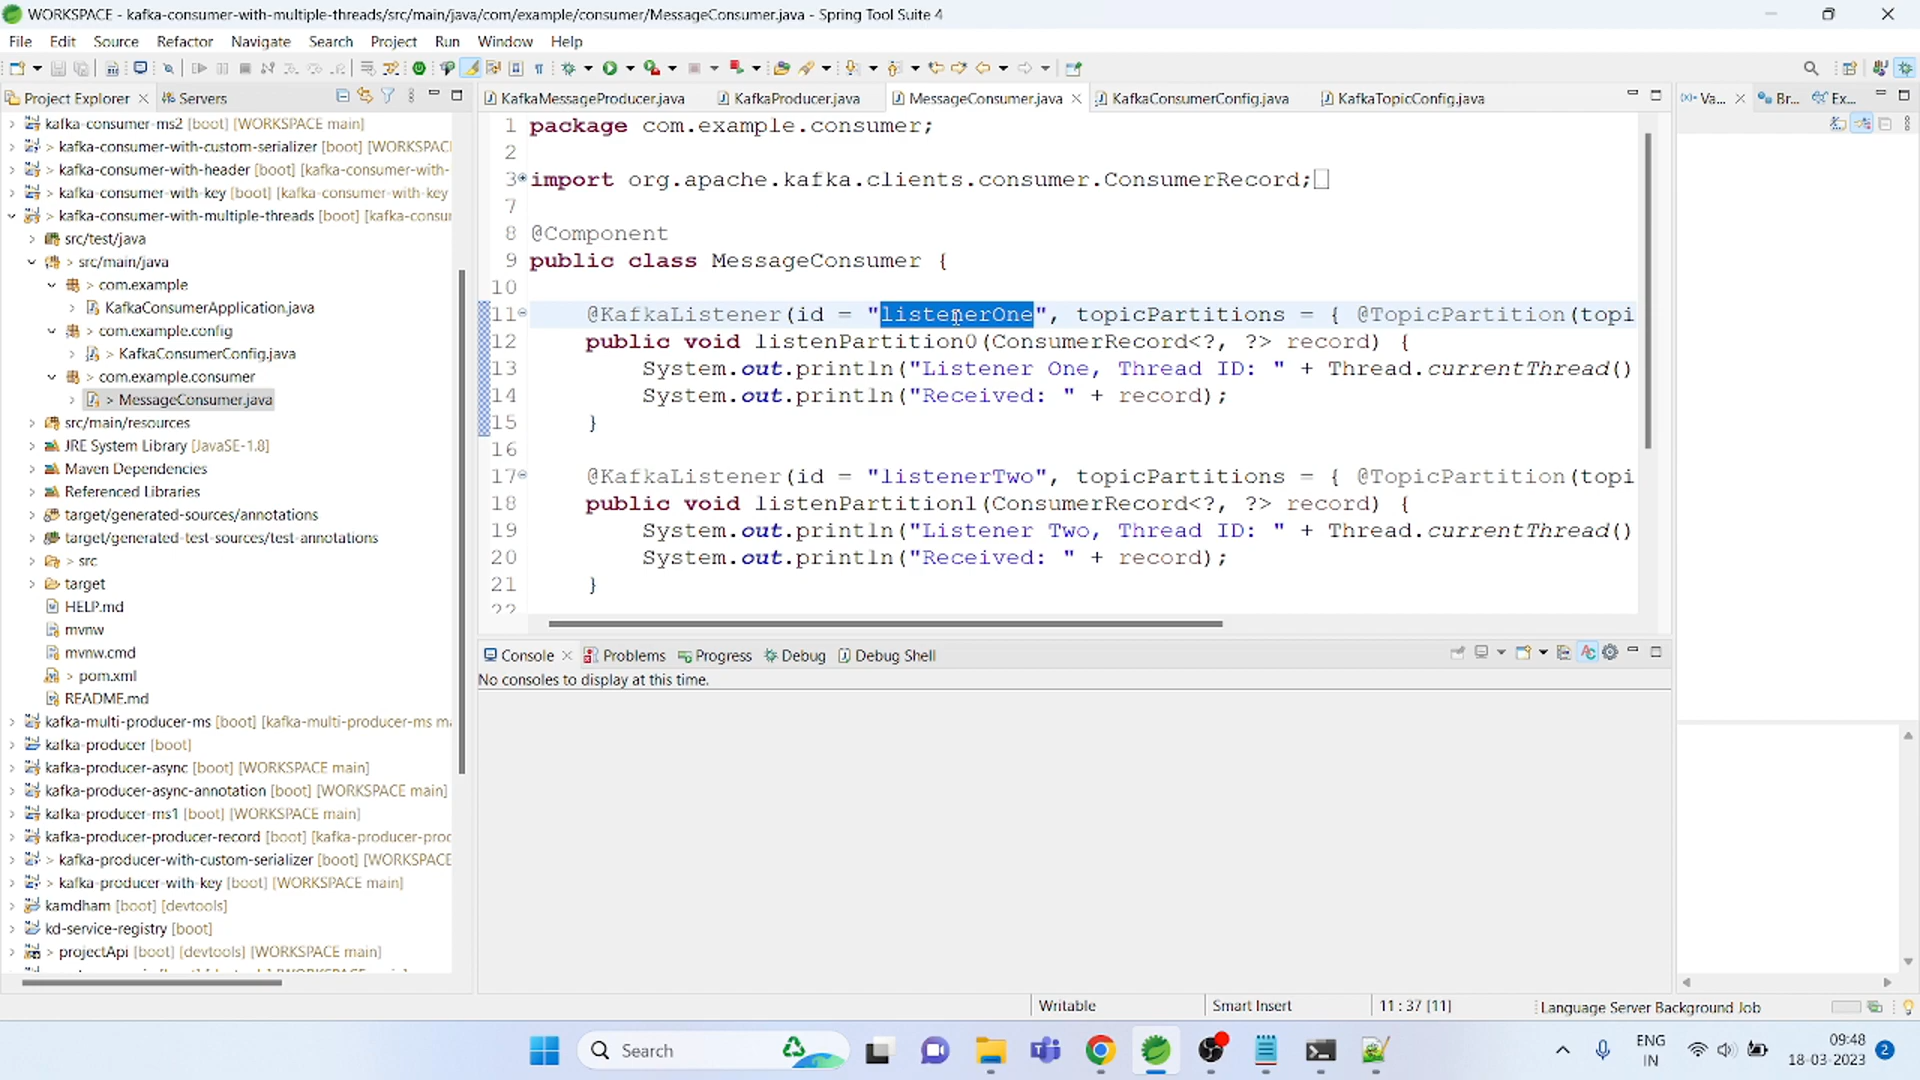 WORKSPACE - kafka-consumer-with-multiple-threads/src/main/java/com/example/consumer/MessageConsumer.java - Spring Tool Suite 4
File Edit Source Refactor Navigate Search Project Run Window Help
Project Explorer Servers
kafka-consumer-ms2 [boot] [WORKSPACE main]
> kafka-consumer-with-custom-serializer [boot] [WORKSPAC
> kafka-consumer-with-header [boot] [kafka-consumer-with-
> kafka-consumer-with-key [boot] [kafka-consumer-with-key
> kafka-consumer-with-multiple-threads [boot] [kafka-consur
src/test/java
> src/main/java
> com.example
KafkaConsumerApplication.java
> com.example.config
> KafkaConsumerConfig.java
> com.example.consumer
> MessageConsumer.java
src/main/resources
JRE System Library [JavaSE-1.8]
Maven Dependencies
Referenced Libraries
target/generated-sources/annotations
target/generated-test-sources/test-annotations
> src
target
HELP.md
mvnw
mvnw.cmd
> pom.xml
README.md
kafka-multi-producer-ms [boot] [kafka-multi-producer-ms m
kafka-producer [boot]
kafka-producer-async [boot] [WORKSPACE main]
kafka-producer-async-annotation [boot] [WORKSPACE main]
kafka-producer-ms1 [boot] [WORKSPACE main]
kafka-producer-producer-record [boot] [kafka-producer-proc
> kafka-producer-with-custom-serializer [boot] [WORKSPACE
> kafka-producer-with-key [boot] [WORKSPACE main]
kamdham [boot] [devtools]
kd-service-registry [boot]
> projectApi [boot] [devtools] [WORKSPACE main]
KafkaMessageProducer.java KafkaProducer.java MessageConsumer.java KafkaConsumerConfig.java KafkaTopicConfig.java
1 package com.example.consumer;
2
3 import org.apache.kafka.clients.consumer.ConsumerRecord;
7
8 @Component
9 public class MessageConsumer {
10
11 @KafkaListener(id = "listenerOne", topicPartitions = { @TopicPartition(topi
12 public void listenPartition0(ConsumerRecord<?, ?> record) {
13 System.out.println("Listener One, Thread ID: " + Thread.currentThread()
14 System.out.println("Received: " + record);
15 }
16
17 @KafkaListener(id = "listenerTwo", topicPartitions = { @TopicPartition(topi
18 public void listenPartition1(ConsumerRecord<?, ?> record) {
19 System.out.println("Listener Two, Thread ID: " + Thread.currentThread()
20 System.out.println("Received: " + record);
21 }
22
Console Problems Progress Debug Debug Shell
No consoles to display at this time.
Va... Br... Ex...
Writable Smart Insert 11 : 37 [11] Language Server Background Job
Search
ENG
IN
09:48
18-03-2023
2